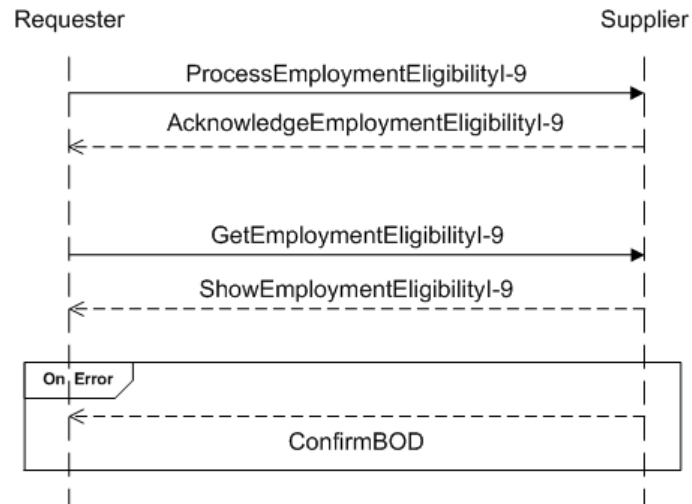 Requester
Supplier
ProcessEmploymentEligibilityI-9
AcknowledgeEmploymentEligibilityI-9
GetEmploymentEligibilityI-9
ShowEmploymentEligibilityI-9
On Error
ConfirmBOD